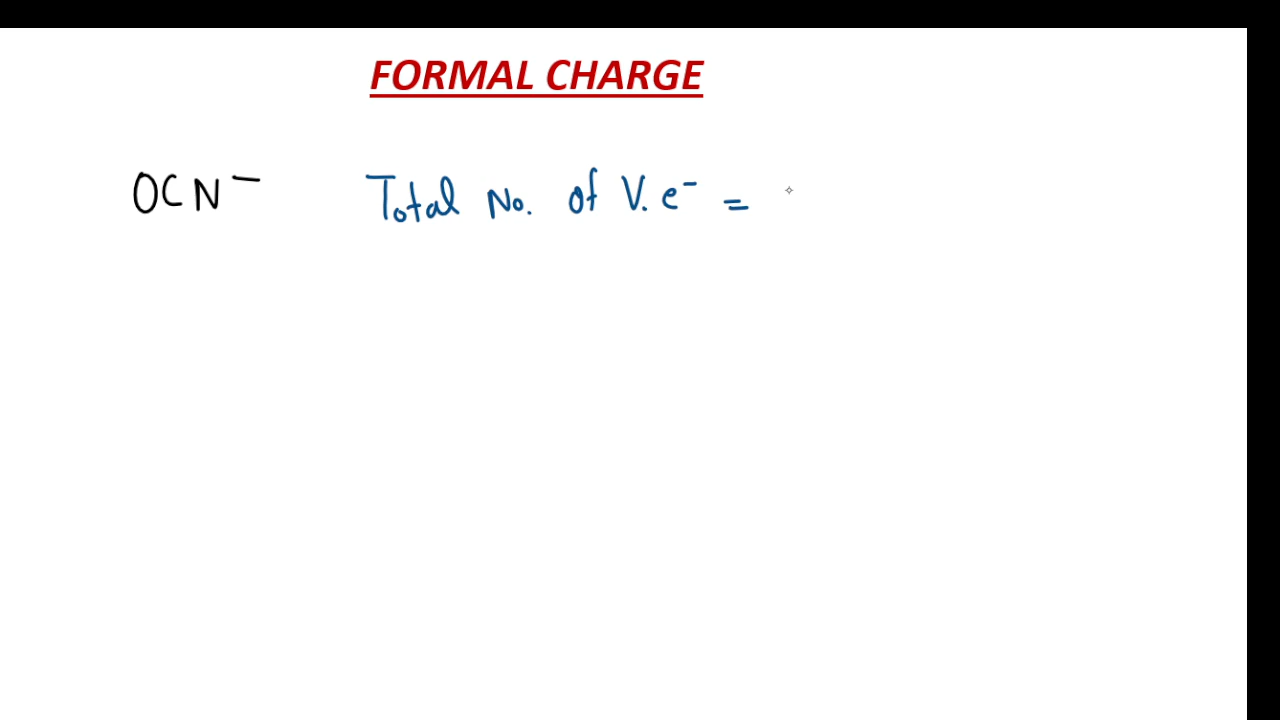 FORMAL CHARGE
OCN⁻ Total No. of V. e⁻ =